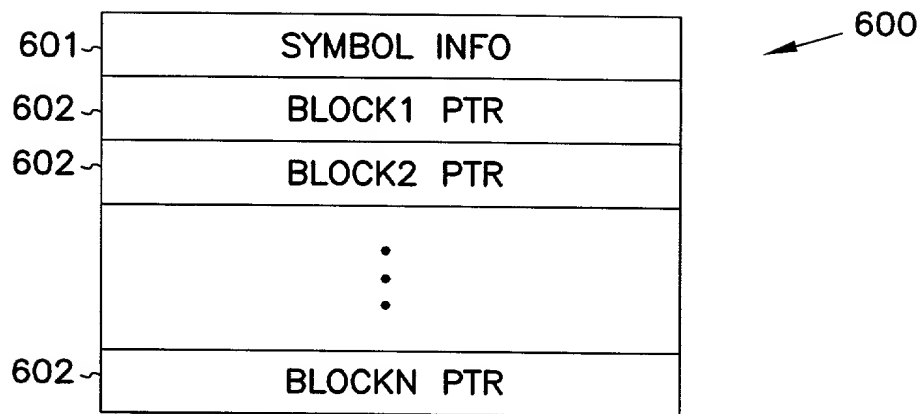 600
601 SYMBOL INFO
602 BLOCK1 PTR
602 BLOCK2 PTR
602 BLOCKN PTR